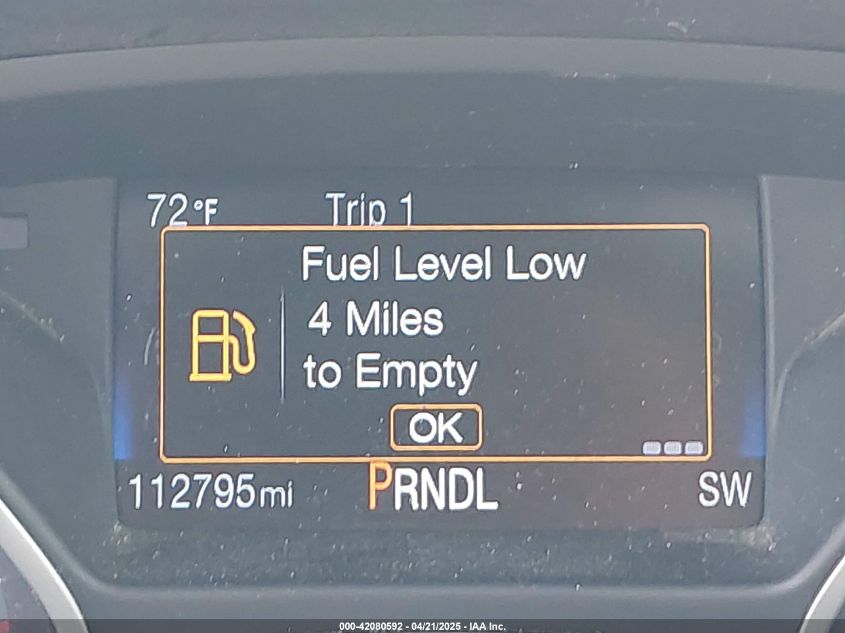 72°F Trip 1
Fuel Level Low
4 Miles
to Empty
OK
112795mi PRNDL SW
000-42080592 - 04/21/2025 - IAA Inc.